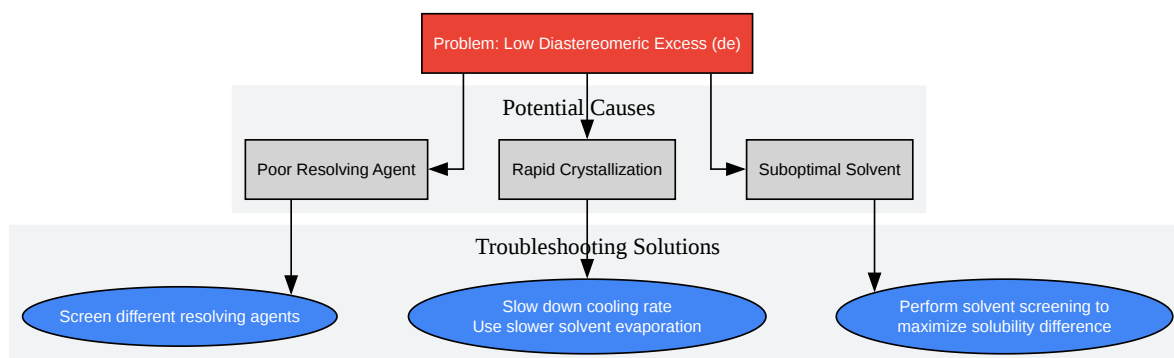 Problem: Low Diastereomeric Excess (de)
Potential Causes
Poor Resolving Agent
Rapid Crystallization
Suboptimal Solvent
Troubleshooting Solutions
Screen different resolving agents
Slow down cooling rate
Use slower solvent evaporation
Perform solvent screening to
maximize solubility difference